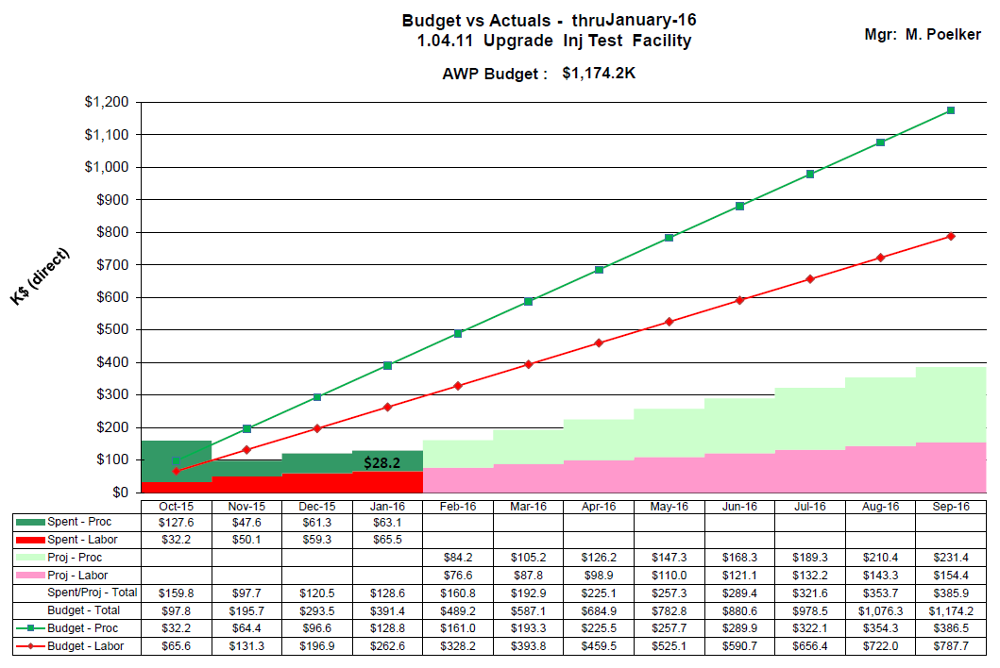 Budget vs Actuals - thruJanuary-16
1.04.11 Upgrade Inj Test Facility
Mgr: M. Poelker
AWP Budget : $1,174.2K
K$ (direct)
$1,200
$1,100
$1,000
$900
$800
$700
$600
$500
$400
$300
$200
$100
$0
$28.2
Oct-15 Nov-15 Dec-15 Jan-16 Feb-16 Mar-16 Apr-16 May-16 Jun-16 Jul-16 Aug-16 Sep-16
Spent - Proc $127.6 $47.6 $61.3 $63.1
Spent - Labor $32.2 $50.1 $59.3 $65.5
Proj - Proc $84.2 $105.2 $126.2 $147.3 $168.3 $189.3 $210.4 $231.4
Proj - Labor $76.6 $87.8 $98.9 $110.0 $121.1 $132.2 $143.3 $154.4
Spent/Proj - Total $159.8 $97.7 $120.5 $128.6 $160.8 $192.9 $225.1 $257.3 $289.4 $321.6 $353.7 $385.9
Budget - Total $97.8 $195.7 $293.5 $391.4 $489.2 $587.1 $684.9 $782.8 $880.6 $978.5 $1,076.3 $1,174.2
Budget - Proc $32.2 $64.4 $96.6 $128.8 $161.0 $193.3 $225.5 $257.7 $289.9 $322.1 $354.3 $386.5
Budget - Labor $65.6 $131.3 $196.9 $262.6 $328.2 $393.8 $459.5 $525.1 $590.7 $656.4 $722.0 $787.7